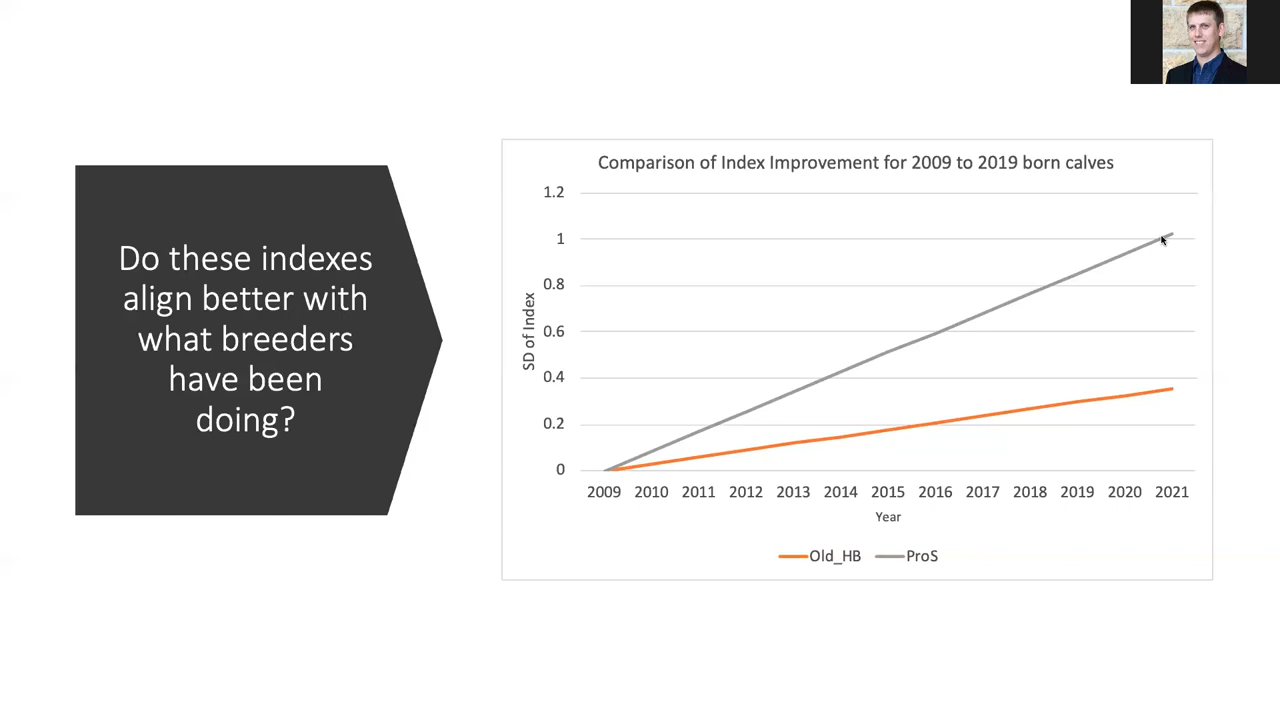 Do these indexes
align better with
what breeders
have been
doing?
Comparison of Index Improvement for 2009 to 2019 born calves
SD of Index
1.2
1
0.8
0.6
0.4
0.2
0
2009 2010 2011 2012 2013 2014 2015 2016 2017 2018 2019 2020 2021
Year
Old_HB ProS